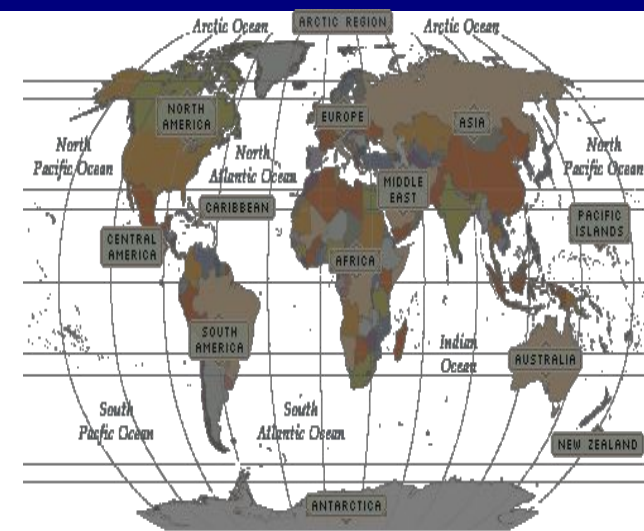 ARCTIC REGION
Arctic Ocean
Arctic Ocean
NORTH
AMERICA
EUROPE
ASIA
North
Pacific Ocean
North
Atlantic Ocean
North
Pacific Ocean
MIDDLE
EAST
CARIBBEAN
PACIFIC
ISLANDS
CENTRAL
AMERICA
AFRICA
SOUTH
AMERICA
Indian
Ocean
AUSTRALIA
South
Pacific Ocean
South
Atlantic Ocean
NEW ZEALAND
ANTARCTICA